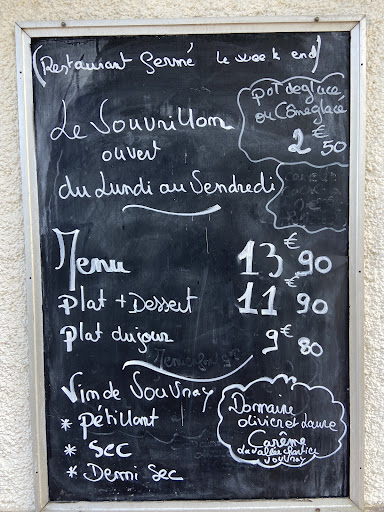 (Restaurant Fermé le week end)
pot de glace
ou Cône glacé
2€50
Le Vouvrillon
ouvert
du Lundi au Vendredi
Menu 13€90
plat + Dessert 11€90
plat du jour 9€80
Vin de Vouvray
* pétillant
* Sec
* Demi Sec
Domaine
olivier et Laure
Carême
Vouvray